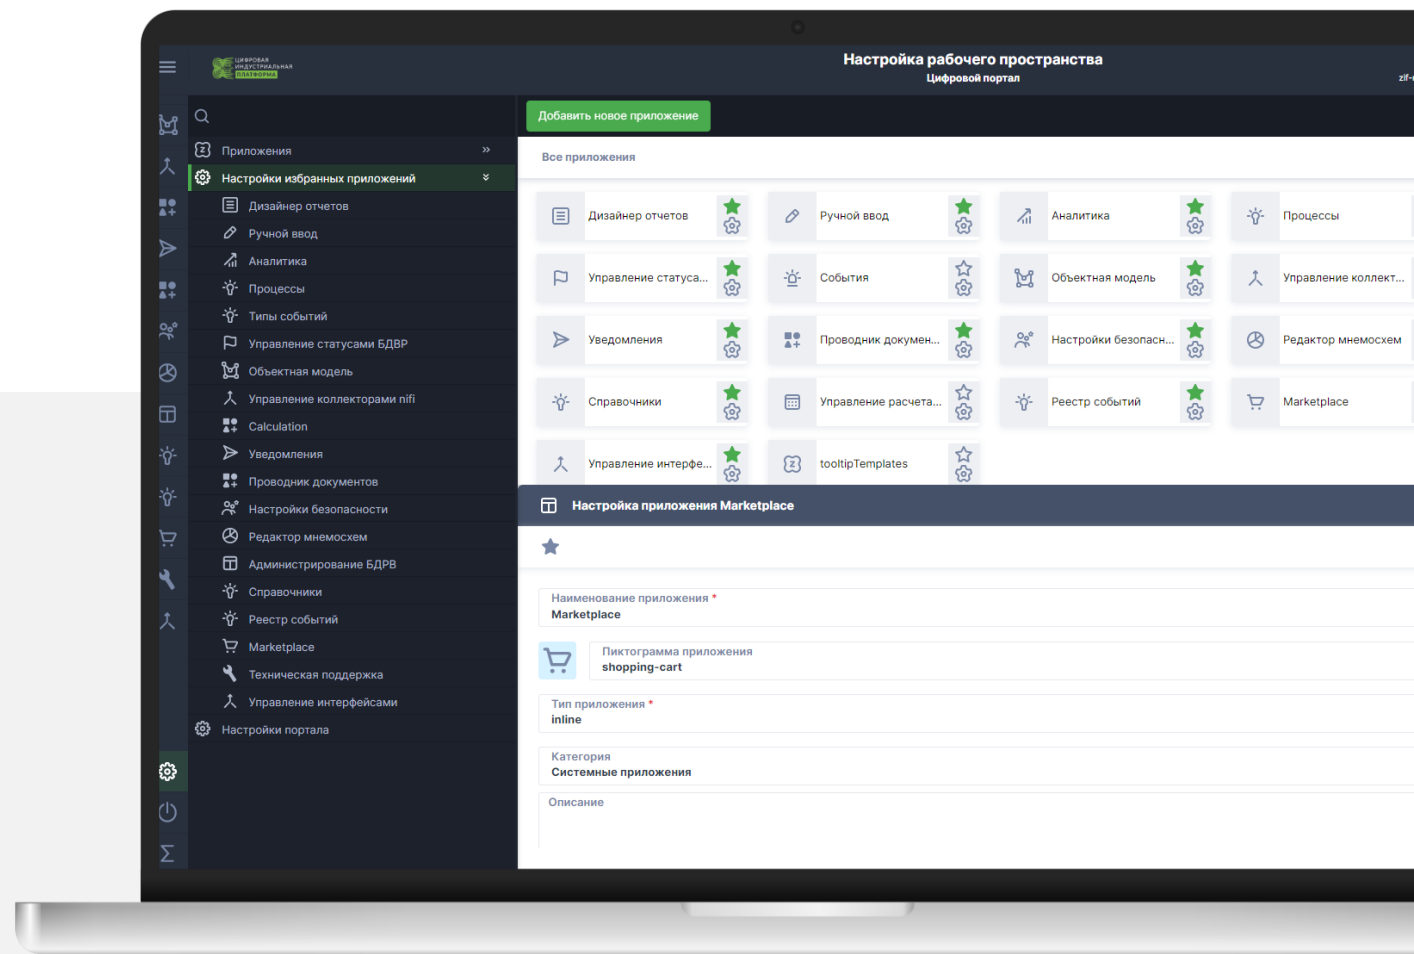 ЦИФРОВАЯ
ИНДУСТРИАЛЬНАЯ
ПЛАТФОРМА
Настройка рабочего пространства
Цифровой портал
zif-
Добавить новое приложение
Приложения
Настройки избранных приложений
Дизайнер отчетов
Ручной ввод
Аналитика
Процессы
Типы событий
Управление статусами БДВР
Объектная модель
Управление коллекторами nifi
Calculation
Уведомления
Проводник документов
Настройки безопасности
Редактор мнемосхем
Администрирование БДРВ
Справочники
Реестр событий
Marketplace
Техническая поддержка
Управление интерфейсами
Настройки портала
Все приложения
Дизайнер отчетов
Ручной ввод
Аналитика
Процессы
Управление статуса...
События
Объектная модель
Управление коллект...
Уведомления
Проводник докумен...
Настройки безопасн...
Редактор мнемосхем
Справочники
Управление расчета...
Реестр событий
Marketplace
Управление интерфе...
tooltipTemplates
Настройка приложения Marketplace
Наименование приложения *
Marketplace
Пиктограмма приложения
shopping-cart
Тип приложения *
inline
Категория
Системные приложения
Описание